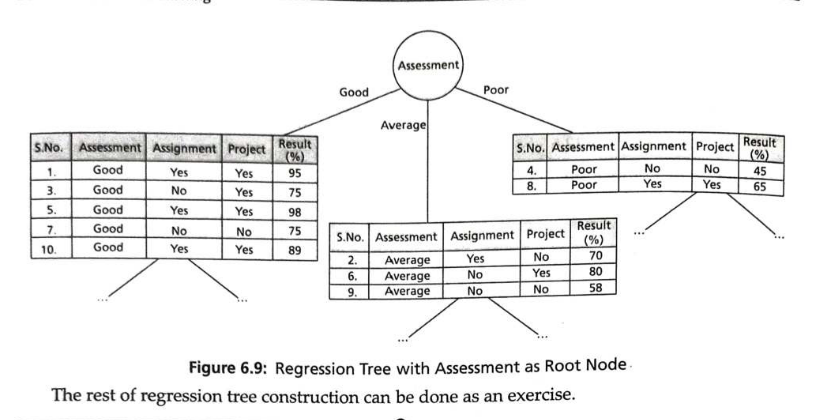 Assessment
Good
Poor
Average
S.No. Assessment Assignment Project Result (%)
1. Good Yes Yes 95
3. Good No Yes 75
5. Good Yes Yes 98
7. Good No No 75
10. Good Yes Yes 89
S.No. Assessment Assignment Project Result (%)
2. Average Yes No 70
6. Average No Yes 80
9. Average No No 58
S.No. Assessment Assignment Project Result (%)
4. Poor No No 45
8. Poor Yes Yes 65
... ...
... ...
... ...
Figure 6.9: Regression Tree with Assessment as Root Node
The rest of regression tree construction can be done as an exercise.